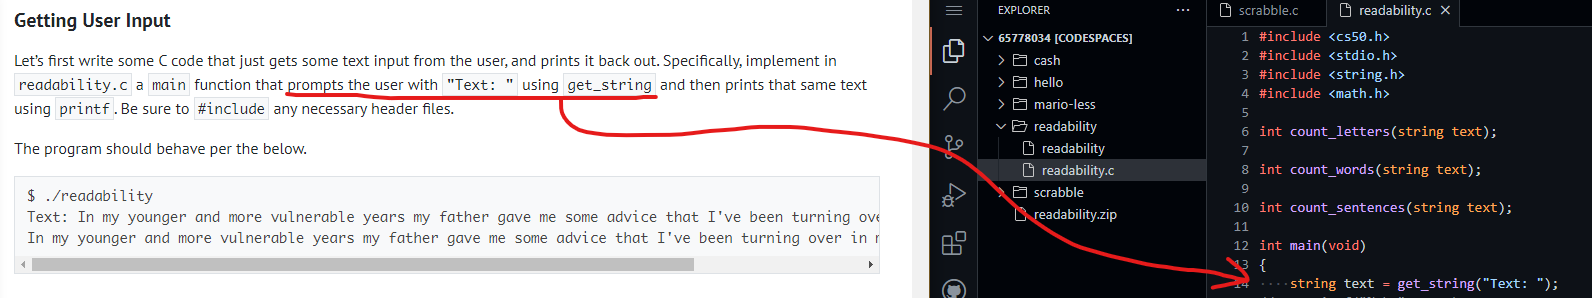 Getting User Input
Let's first write some C code that just gets some text input from the user, and prints it back out. Specifically, implement in
readability.c a main function that prompts the user with "Text: " using get_string and then prints that same text
using printf. Be sure to #include any necessary header files.
The program should behave per the below.
$ ./readability
Text: In my younger and more vulnerable years my father gave me some advice that I've been turning ove
In my younger and more vulnerable years my father gave me some advice that I've been turning over in
EXPLORER
65778034 [CODESPACES]
cash
hello
mario-less
readability
readability
readability.c
scrabble
readability.zip
scrabble.c
readability.c
1 #include <cs50.h>
2 #include <stdio.h>
3 #include <string.h>
4 #include <math.h>
5
6 int count_letters(string text);
7
8 int count_words(string text);
9
10 int count_sentences(string text);
11
12 int main(void)
13 {
14 string text = get_string("Text: ");